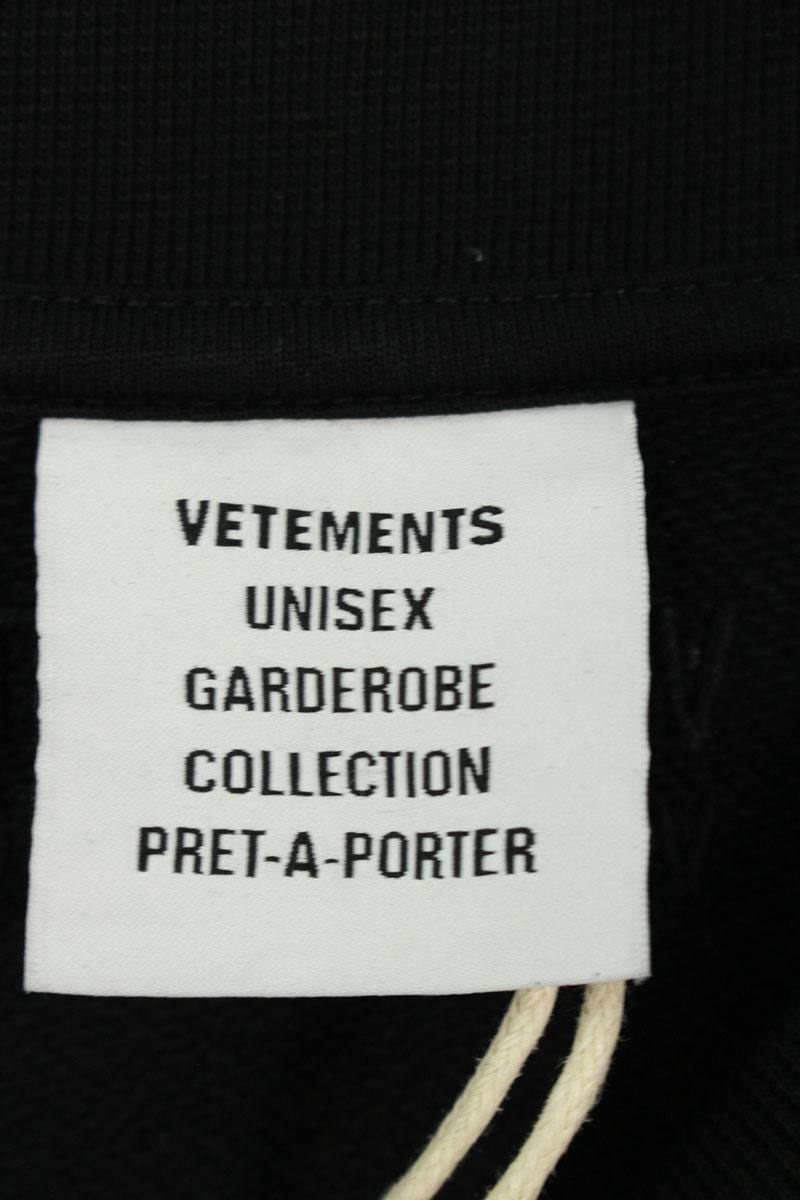 VETEMENTS
UNISEX
GARDEROBE
COLLECTION
PRET-A-PORTER